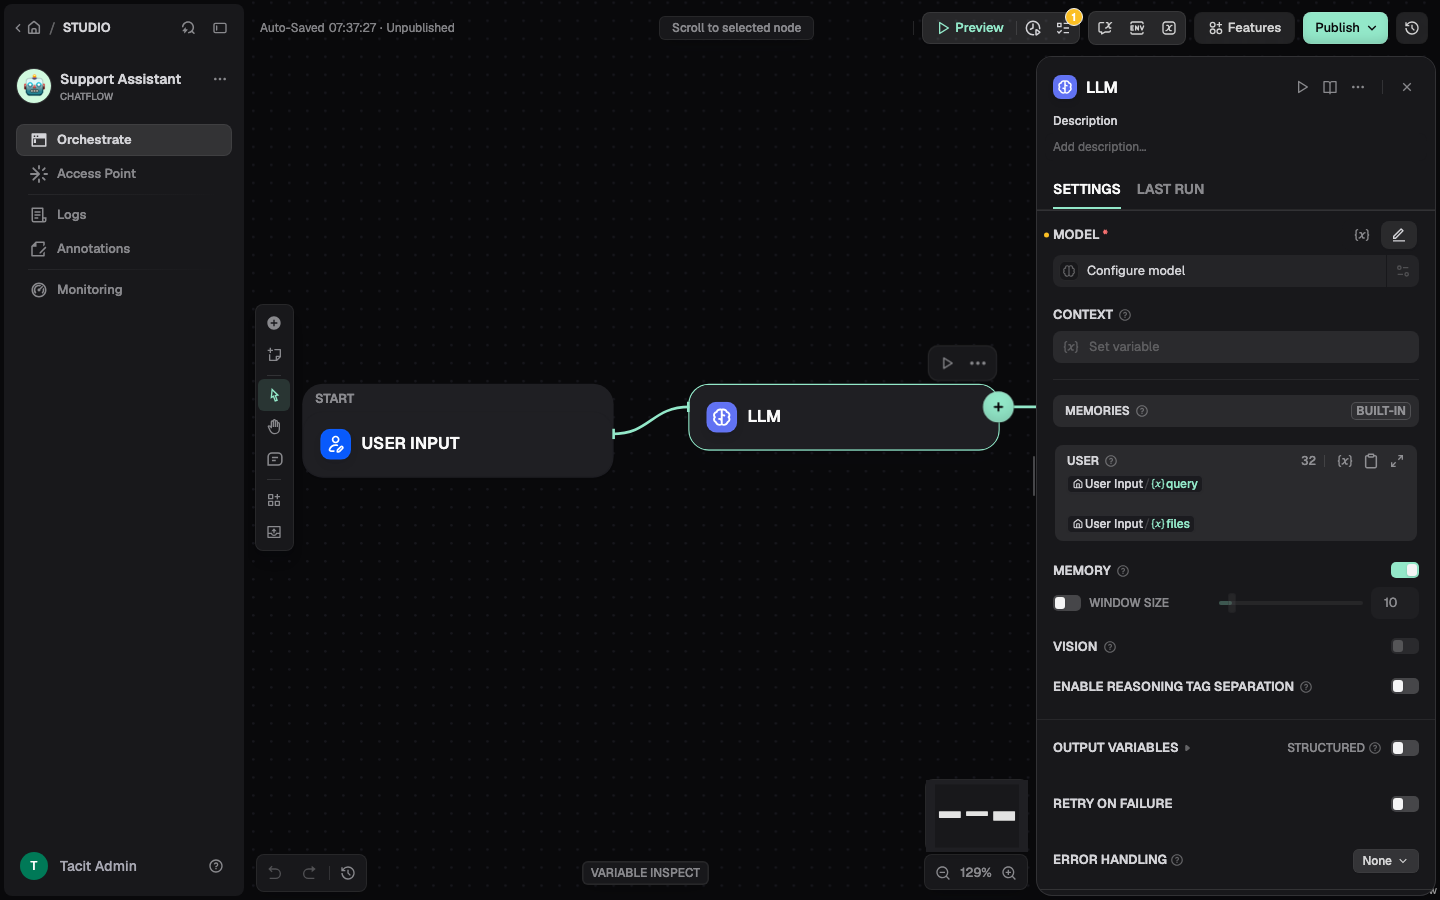 STUDIO
Support Assistant
CHATFLOW
Orchestrate
Access Point
Logs
Annotations
Monitoring
T Tacit Admin
Auto-Saved 07:37:27 · Unpublished
Scroll to selected node
Preview
1
ENV
Features
Publish
START
USER INPUT
LLM
VARIABLE INSPECT
129%
LLM
Description
Add description...
SETTINGS LAST RUN
MODEL *
{x}
Configure model
CONTEXT
{x} Set variable
MEMORIES BUILT-IN
USER 32 {x}
User Input / {x} query
User Input / {x} files
MEMORY
WINDOW SIZE 10
VISION
ENABLE REASONING TAG SEPARATION
OUTPUT VARIABLES STRUCTURED
RETRY ON FAILURE
ERROR HANDLING None